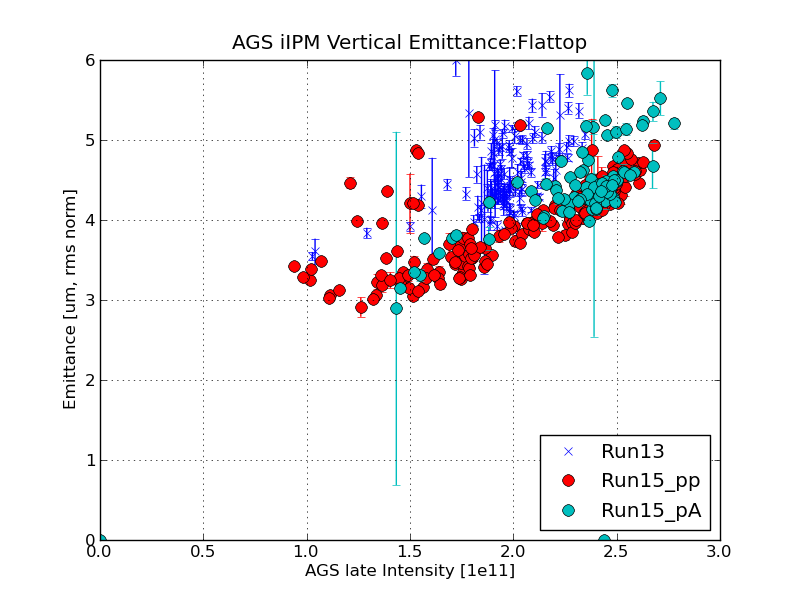 AGS iIPM Vertical Emittance:Flattop
Emittance [um, rms norm]
6
5
4
3
2
1
0
0.0 0.5 1.0 1.5 2.0 2.5 3.0
AGS late Intensity [1e11]
Run13
Run15_pp
Run15_pA